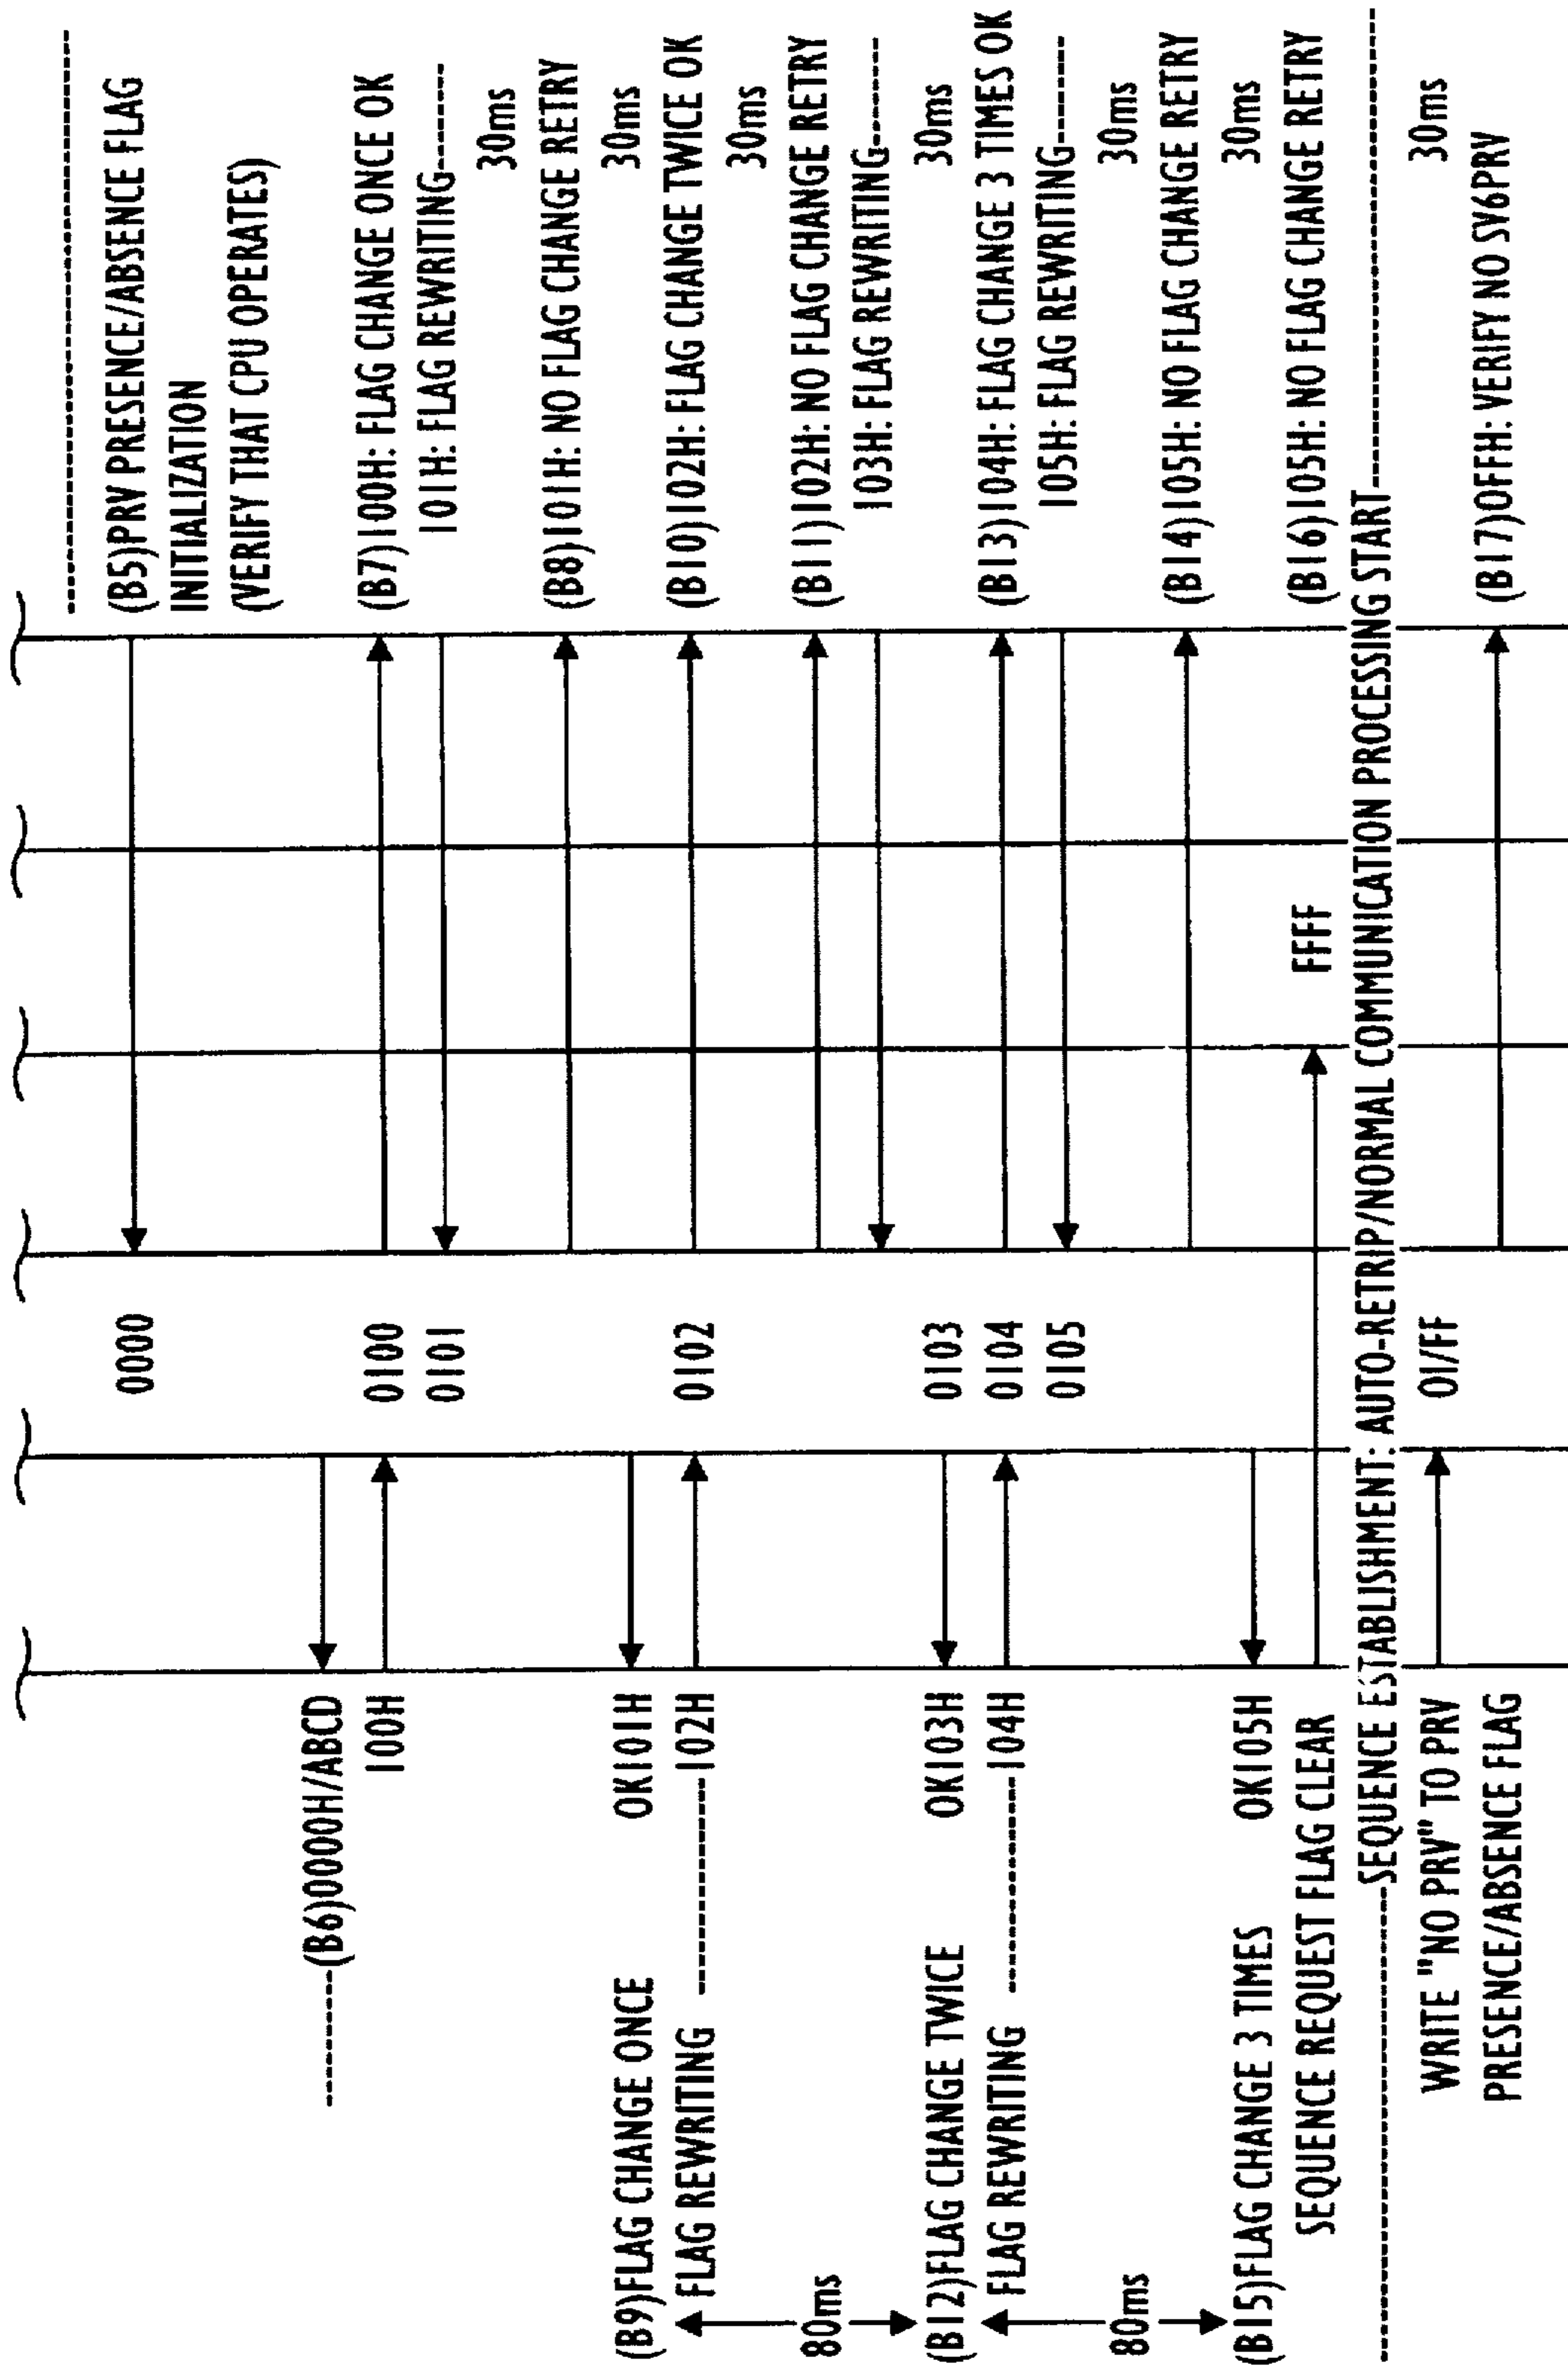 (B5)PRV PRESENCE/ABSENCE FLAG
0000
INITIALIZATION
(VERIFY THAT CPU OPERATES)
(B6)0000H/ABCD
100H
0100
(B7)100H: FLAG CHANGE ONCE OK
0101
101H: FLAG REWRITING
30ms
(B8)101H: NO FLAG CHANGE RETRY
30ms
(B9)FLAG CHANGE ONCE
OK101H
FLAG REWRITING
102H
0102
(B10)102H: FLAG CHANGE TWICE OK
30ms
80ms
(B11)102H: NO FLAG CHANGE RETRY
103H: FLAG REWRITING
30ms
(B12)FLAG CHANGE TWICE
OK103H
0103
FLAG REWRITING
104H
0104
(B13)104H: FLAG CHANGE 3 TIMES OK
0105
105H: FLAG REWRITING
30ms
80ms
(B14)105H: NO FLAG CHANGE RETRY
30ms
(B15)FLAG CHANGE 3 TIMES
OK105H
SEQUENCE REQUEST FLAG CLEAR
FFFF
(B16)105H: NO FLAG CHANGE RETRY
SEQUENCE ESTABLISHMENT: AUTO-RETRIP/NORMAL COMMUNICATION PROCESSING START
WRITE "NO PRV" TO PRV
01/FF
30ms
PRESENCE/ABSENCE FLAG
(B17)0FFH: VERIFY NO SV6PRV